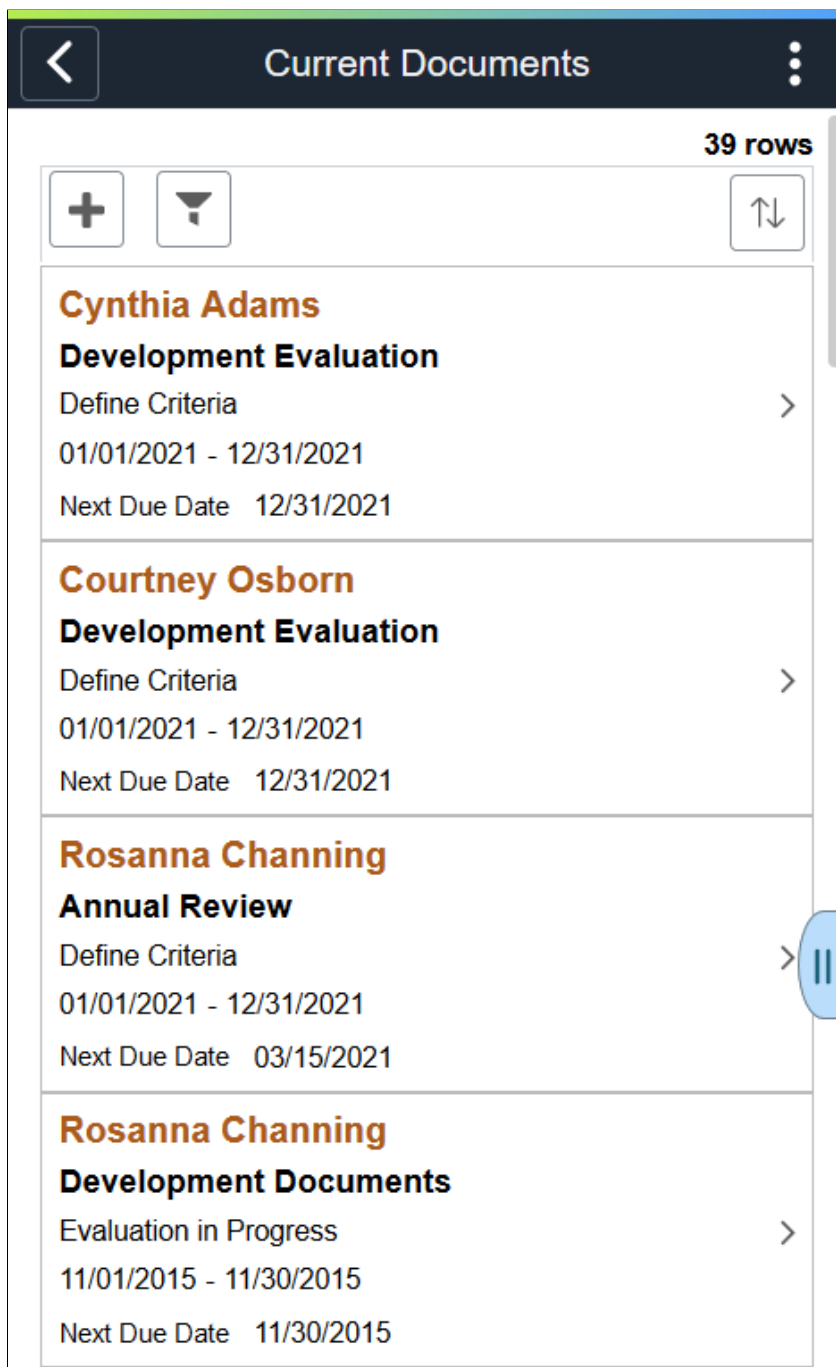 Current Documents
39 rows
Cynthia Adams
Development Evaluation
Define Criteria
01/01/2021 - 12/31/2021
Next Due Date 12/31/2021
Courtney Osborn
Development Evaluation
Define Criteria
01/01/2021 - 12/31/2021
Next Due Date 12/31/2021
Rosanna Channing
Annual Review
Define Criteria
01/01/2021 - 12/31/2021
Next Due Date 03/15/2021
Rosanna Channing
Development Documents
Evaluation in Progress
11/01/2015 - 11/30/2015
Next Due Date 11/30/2015